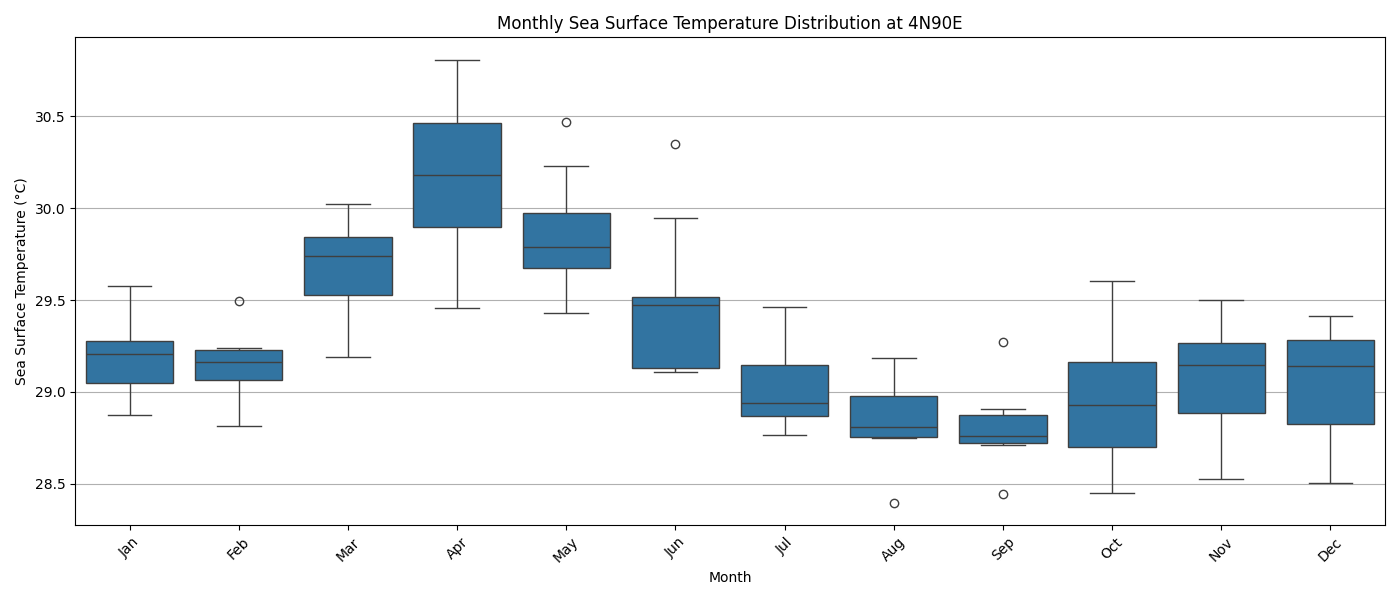 Monthly Sea Surface Temperature Distribution at 4N90E
Sea Surface Temperature (°C)
30.5
30.0
29.5
29.0
28.5
Jan
Feb
Mar
Apr
May
Jun
Jul
Aug
Sep
Oct
Nov
Dec
Month